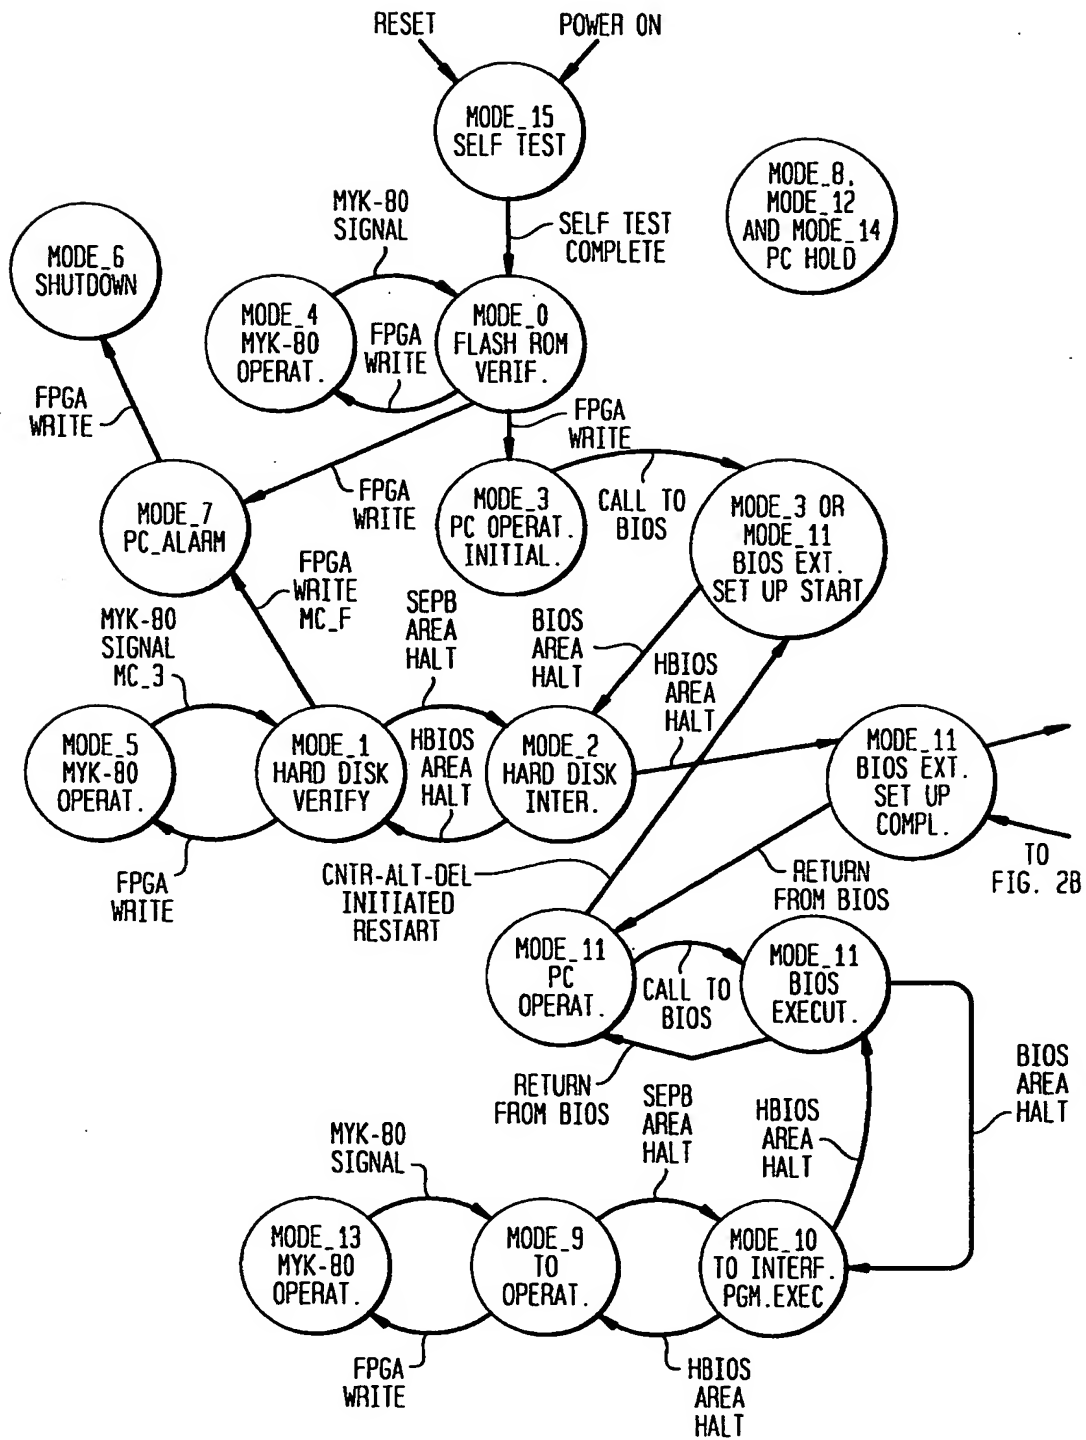 RESET
POWER ON
MODE_15
SELF TEST
MODE_8,
MODE_12
AND MODE_14
PC HOLD
MYK-80
SIGNAL
SELF TEST
COMPLETE
MODE_6
SHUTDOWN
MODE_4
MYK-80
OPERAT.
FPGA
WRITE
MODE_0
FLASH ROM
VERIF.
FPGA
WRITE
FPGA
WRITE
FPGA
WRITE
MODE_7
PC_ALARM
MODE_3
PC OPERAT.
INITIAL.
CALL TO
BIOS
MODE_3 OR
MODE_11
BIOS EXT.
SET UP START
FPGA
WRITE
MC_F
MYK-80
SIGNAL
MC_3
SEPB
AREA
HALT
BIOS
AREA
HALT
HBIOS
AREA
HALT
MODE_5
MYK-80
OPERAT.
MODE_1
HARD DISK
VERIFY
HBIOS
AREA
HALT
MODE_2
HARD DISK
INTER.
MODE_11
BIOS EXT.
SET UP
COMPL.
FPGA
WRITE
CNTR-ALT-DEL
INITIATED
RESTART
RETURN
FROM BIOS
TO
FIG. 2B
MODE_11
PC
OPERAT.
CALL TO
BIOS
MODE_11
BIOS
EXECUT.
RETURN
FROM BIOS
BIOS
AREA
HALT
SEPB
AREA
HALT
HBIOS
AREA
HALT
MYK-80
SIGNAL
MODE_13
MYK-80
OPERAT.
MODE_9
TO
OPERAT.
MODE_10
TO INTERF.
PGM.EXEC
FPGA
WRITE
HBIOS
AREA
HALT